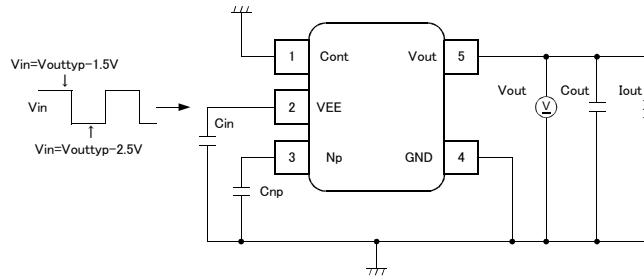 Vin=Vouttyp-1.5V
Vin
Vin=Vouttyp-2.5V
Cin
Cnp
1 Cont
2 VEE
3 Np
Vout 5
GND 4
Vout
V
Cout
Iout